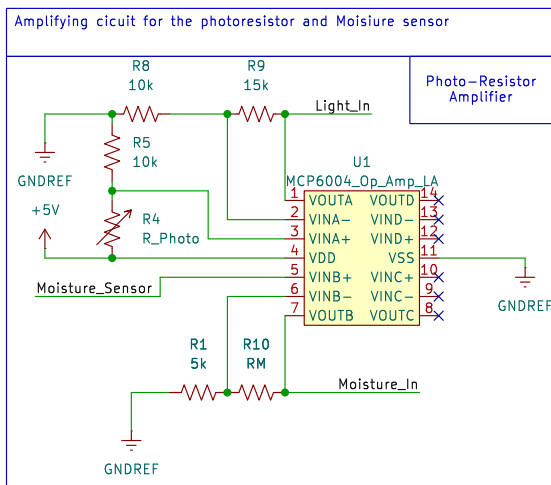 Amplifying cicuit for the photoresistor and Moisiure sensor
Photo-Resistor
Amplifier
R8
10k
R9
15k
Light_In
R5
10k
GNDREF
+5V
R4
R_Photo
U1
MCP6004_Op_Amp_LA
1 VOUTA VOUTD 14
2 VINA- VIND- 13
3 VINA+ VIND+ 12
4 VDD VSS 11
5 VINB+ VINC+ 10
6 VINB- VINC- 9
7 VOUTB VOUTC 8
Moisture_Sensor
GNDREF
R1
5k
R10
RM
Moisture_In
GNDREF